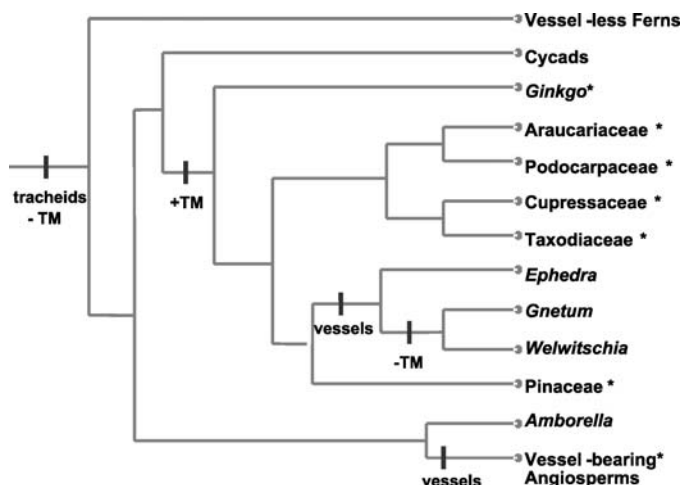 Vessel -less Ferns
Cycads
Ginkgo*
Araucariaceae *
Podocarpaceae *
Cupressaceae *
Taxodiaceae *
Ephedra
Gnetum
Welwitschia
Pinaceae *
Amborella
Vessel -bearing*
Angiosperms
tracheids
- TM
+TM
vessels
-TM
vessels